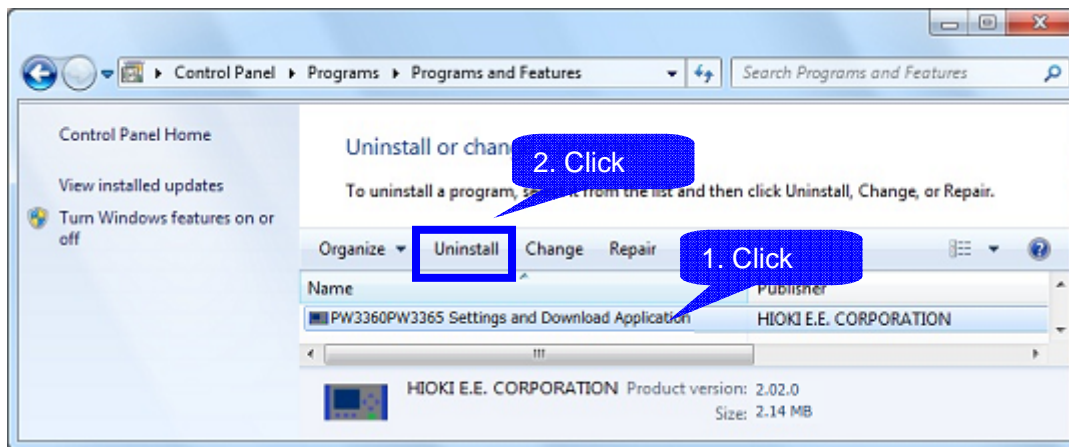 Control Panel Programs Programs and Features Search Programs and Features
Control Panel Home
View installed updates
Turn Windows features on or
off
Uninstall or chan
2. Click
To uninstall a program, from the list and then click Uninstall, Change, or Repair.
Organize Uninstall Change Repair
1. Click
Name Publisher
PW3360PW3365 Settings and Download Application HIOKI E.E. CORPORATION
HIOKI E.E. CORPORATION Product version: 2.02.0
Size: 2.14 MB